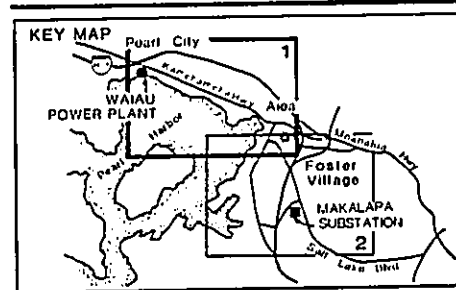 KEY MAP
Pearl City
1
Kamehameha Hwy
WAIAU
POWER PLANT
Aiea
Moanalua Hwy
Pearl Harbor
Foster
Village
MAKALAPA
SUBSTATION
2
Salt Lake Blvd